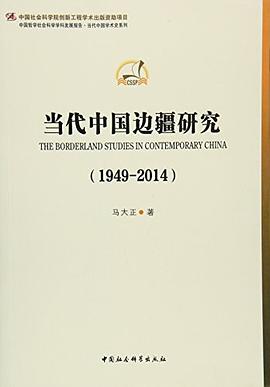 中国社会科学院创新工程学术出版资助项目
中国哲学社会科学学科发展报告·当代中国学术史系列
CSSP
当代中国边疆研究
THE BORDERLAND STUDIES IN CONTEMPORARY CHINA
(1949-2014)
马大正 著
中国社会科学出版社